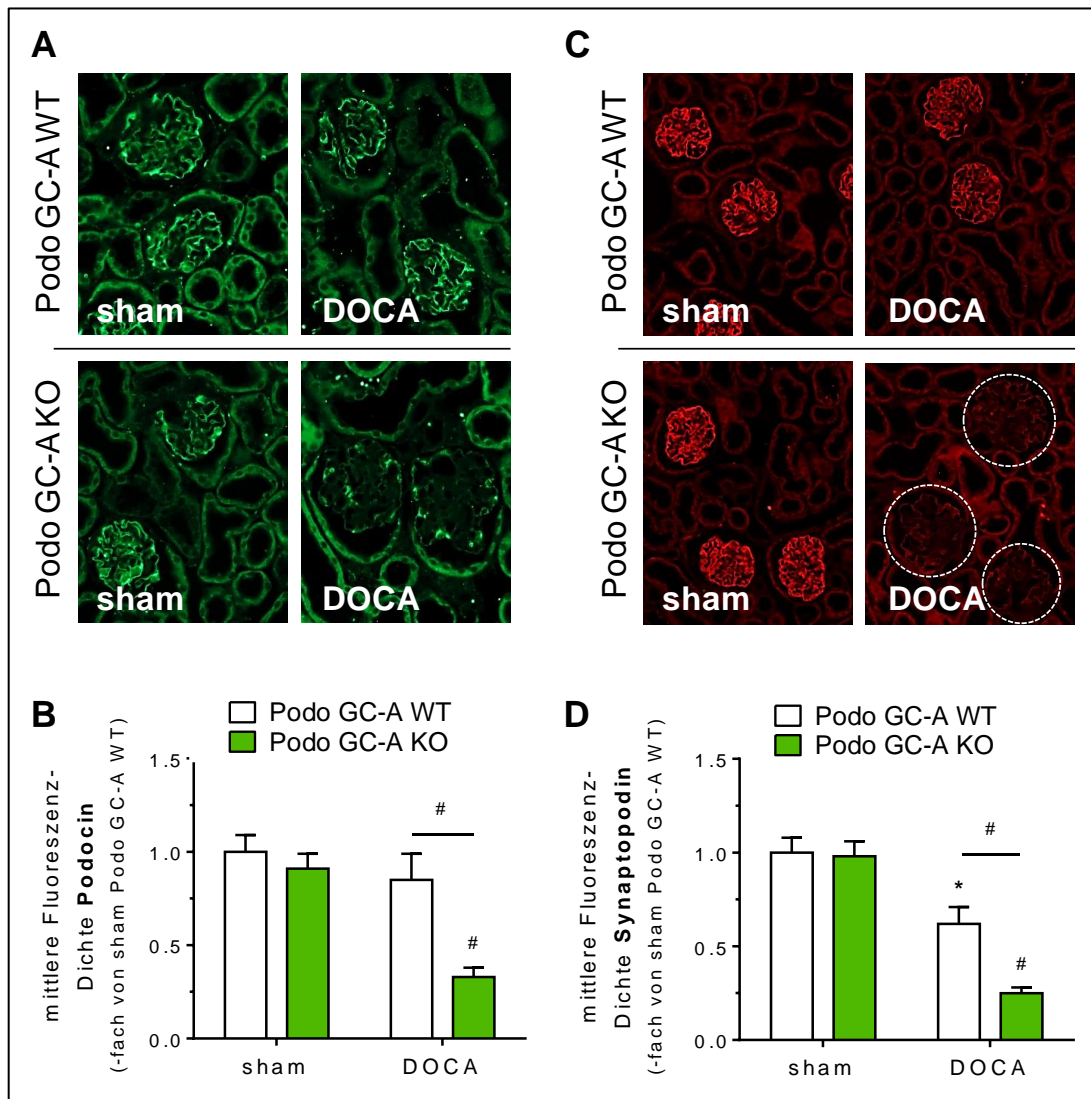 A
Podo GC-A WT
sham
DOCA
Podo GC-A KO
sham
DOCA
C
Podo GC-A WT
sham
DOCA
Podo GC-A KO
sham
DOCA
B
Podo GC-A WT
Podo GC-A KO
mittlere Fluoreszenz-
Dichte Podocin
(-fach von sham Podo GC-A WT)
1.5
1.0
0.5
0.0
#
#
sham
DOCA
D
Podo GC-A WT
Podo GC-A KO
mittlere Fluoreszenz-
Dichte Synaptopodin
(-fach von sham Podo GC-A WT)
1.5
1.0
0.5
0.0
#
*
#
sham
DOCA